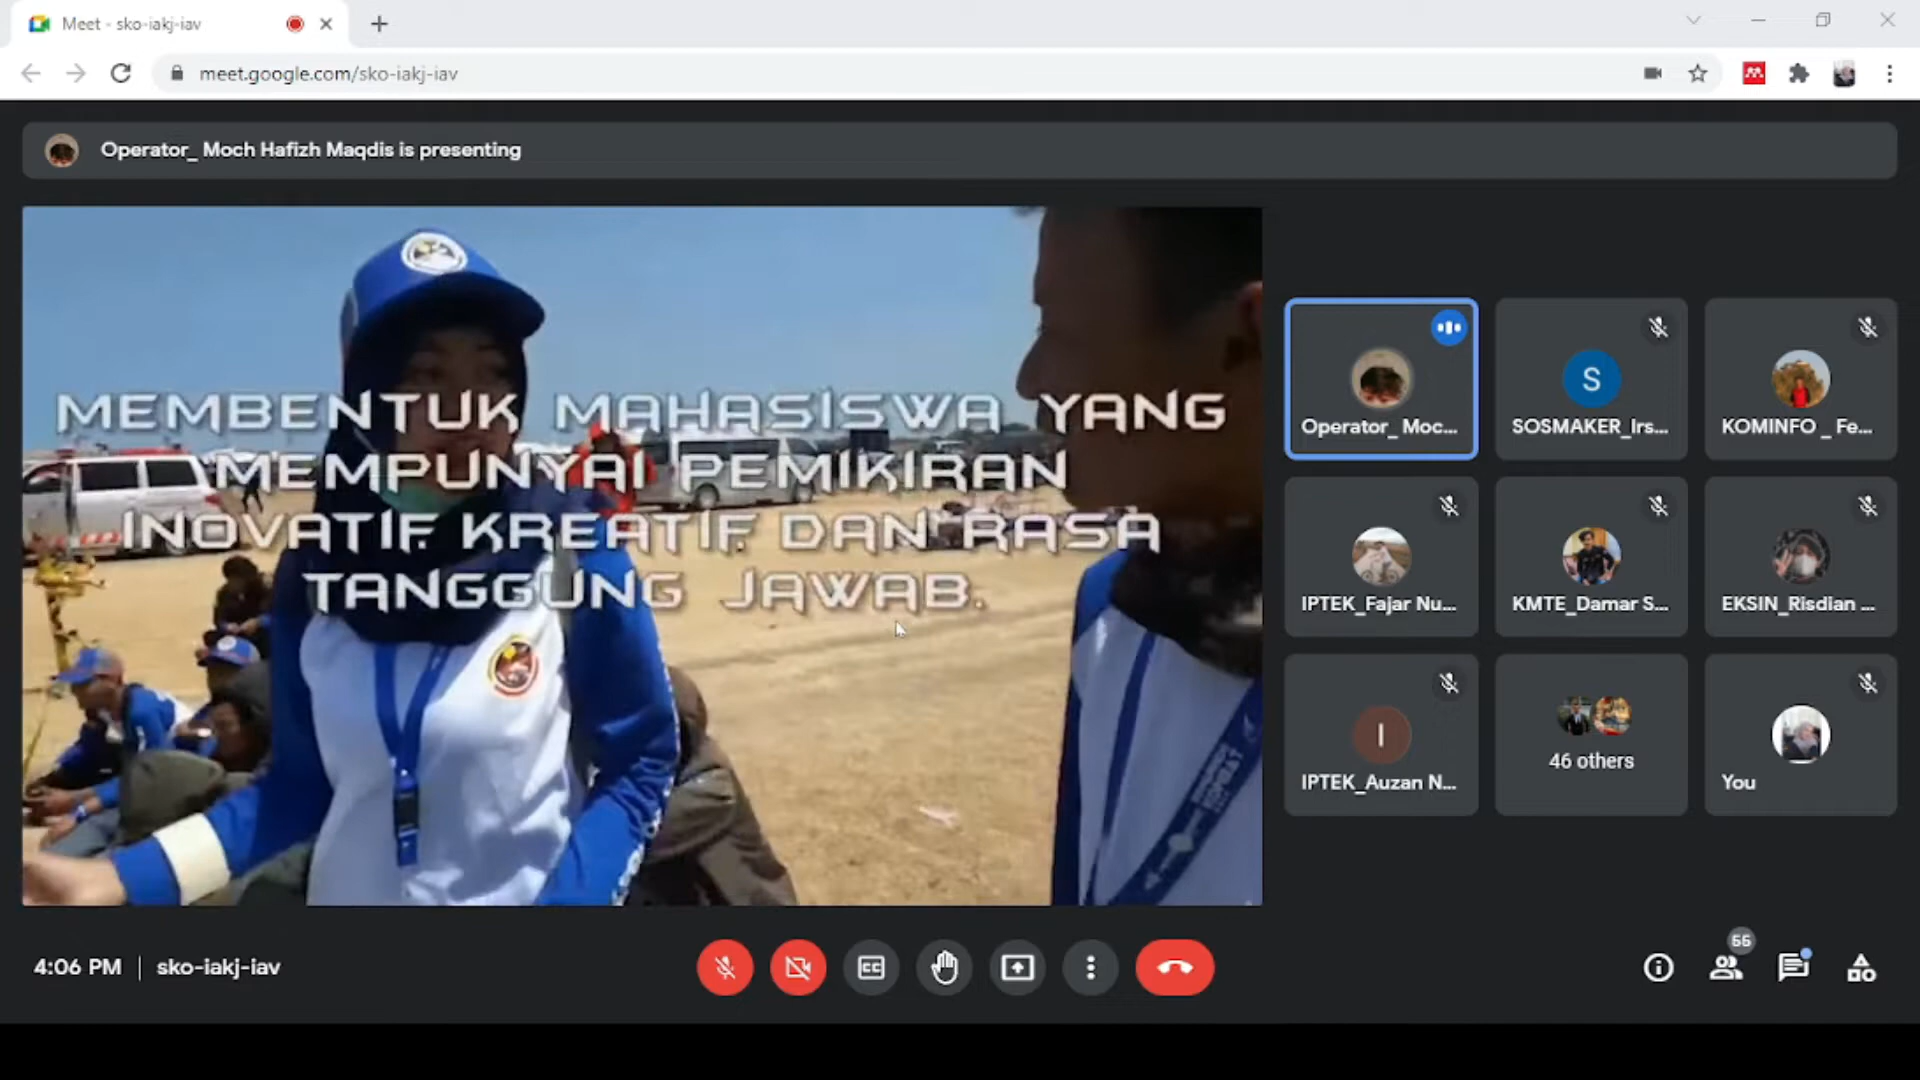 Meet - sko-iakj-iav
meet.google.com/sko-iakj-iav
Operator_ Moch Hafizh Maqdis is presenting
MEMBENTUK MAHASISWA YANG
MEMPUNYAI PEMIKIRAN
INOVATIF, KREATIF, DAN RASA
TANGGUNG JAWAB.
Operator_ Moc...
S
SOSMAKER_Irs...
KOMINFO _ Fe...
IPTEK_Fajar Nu...
KMTE_Damar S...
EKSIN_Risdian ...
I
IPTEK_Auzan N...
46 others
You
4:06 PM | sko-iakj-iav
CC
55